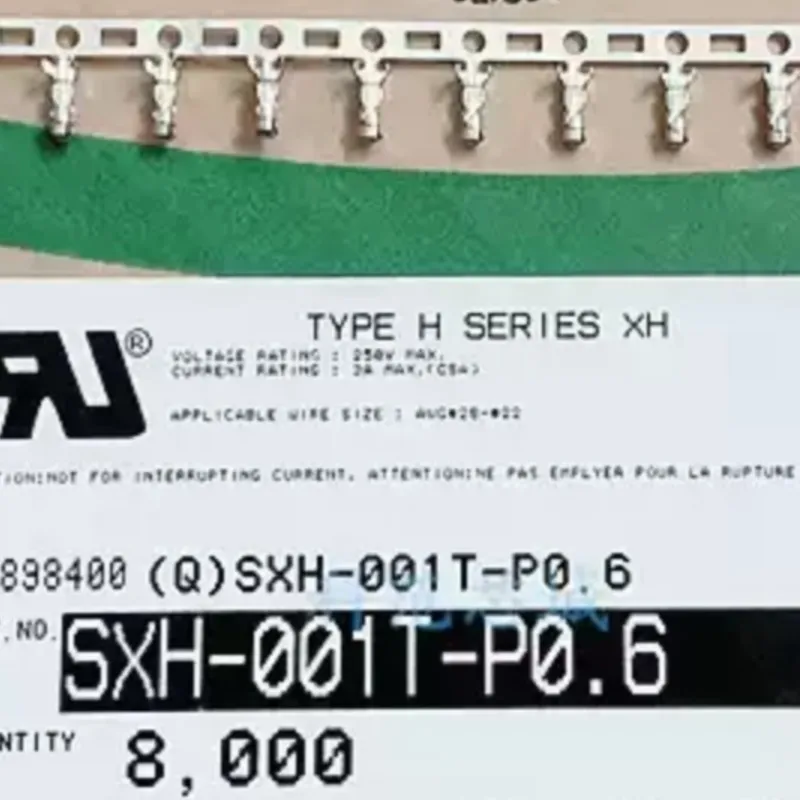 ®
TYPE H SERIES XH
VOLTAGE RATING : 250V MAX.
CURRENT RATING : 3A MAX.(CSA)
APPLICABLE WIRE SIZE : AWG#28-#22
TION:NOT FOR INTERRUPTING CURRENT. ATTENTION:NE PAS EMPLYER POUR LA RUPTURE
898400 (Q)SXH-001T-P0.6
.NO. SXH-001T-P0.6
NTITY 8,000